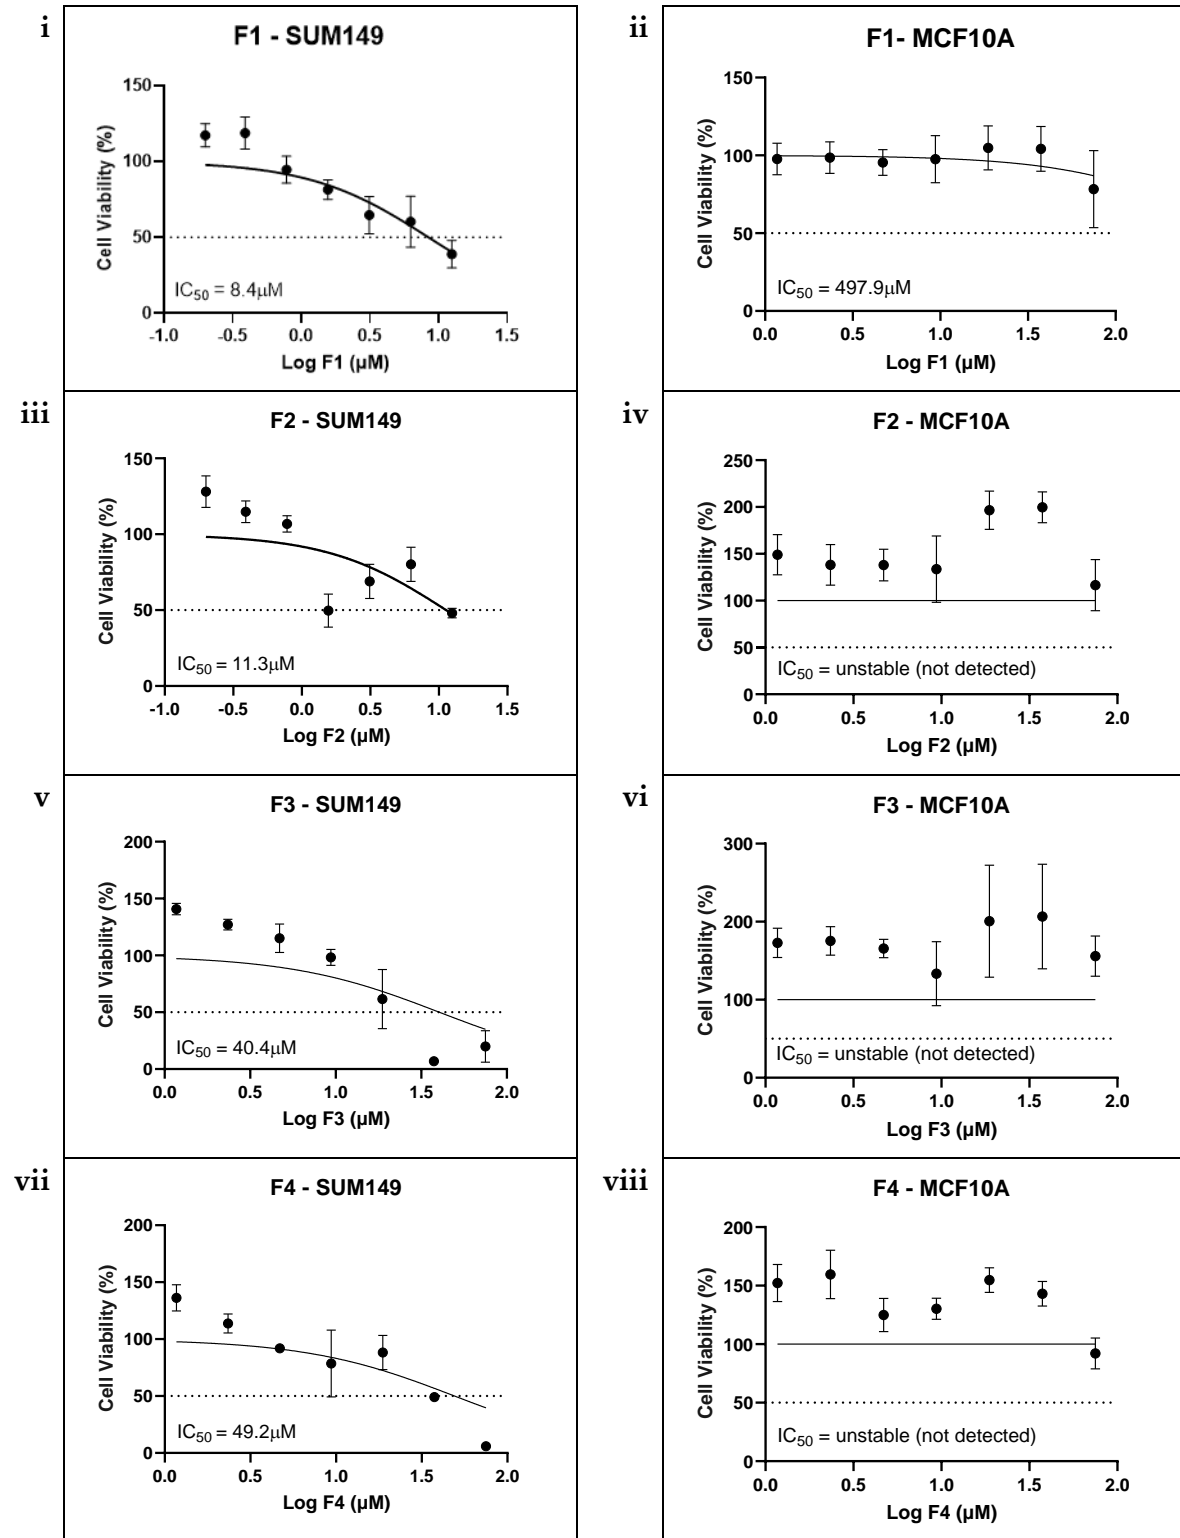 i
F1 - SUM149
Cell Viability (%)
150
100
50
0
IC50 = 8.4μM
-1.0 -0.5 0.0 0.5 1.0 1.5
Log F1 (μM)
ii
F1- MCF10A
Cell Viability (%)
150
100
50
0
IC50 = 497.9μM
0.0 0.5 1.0 1.5 2.0
Log F1 (μM)
iii
F2 - SUM149
Cell Viability (%)
150
100
50
0
IC50 = 11.3μM
-1.0 -0.5 0.0 0.5 1.0 1.5
Log F2 (μM)
iv
F2 - MCF10A
Cell Viability (%)
250
200
150
100
50
0
IC50 = unstable (not detected)
0.0 0.5 1.0 1.5 2.0
Log F2 (μM)
v
F3 - SUM149
Cell Viability (%)
200
150
100
50
0
IC50 = 40.4μM
0.0 0.5 1.0 1.5 2.0
Log F3 (μM)
vi
F3 - MCF10A
Cell Viability (%)
300
200
100
0
IC50 = unstable (not detected)
0.0 0.5 1.0 1.5 2.0
Log F3 (μM)
vii
F4 - SUM149
Cell Viability (%)
200
150
100
50
0
IC50 = 49.2μM
0.0 0.5 1.0 1.5 2.0
Log F4 (μM)
viii
F4 - MCF10A
Cell Viability (%)
200
150
100
50
0
IC50 = unstable (not detected)
0.0 0.5 1.0 1.5 2.0
Log F4 (μM)